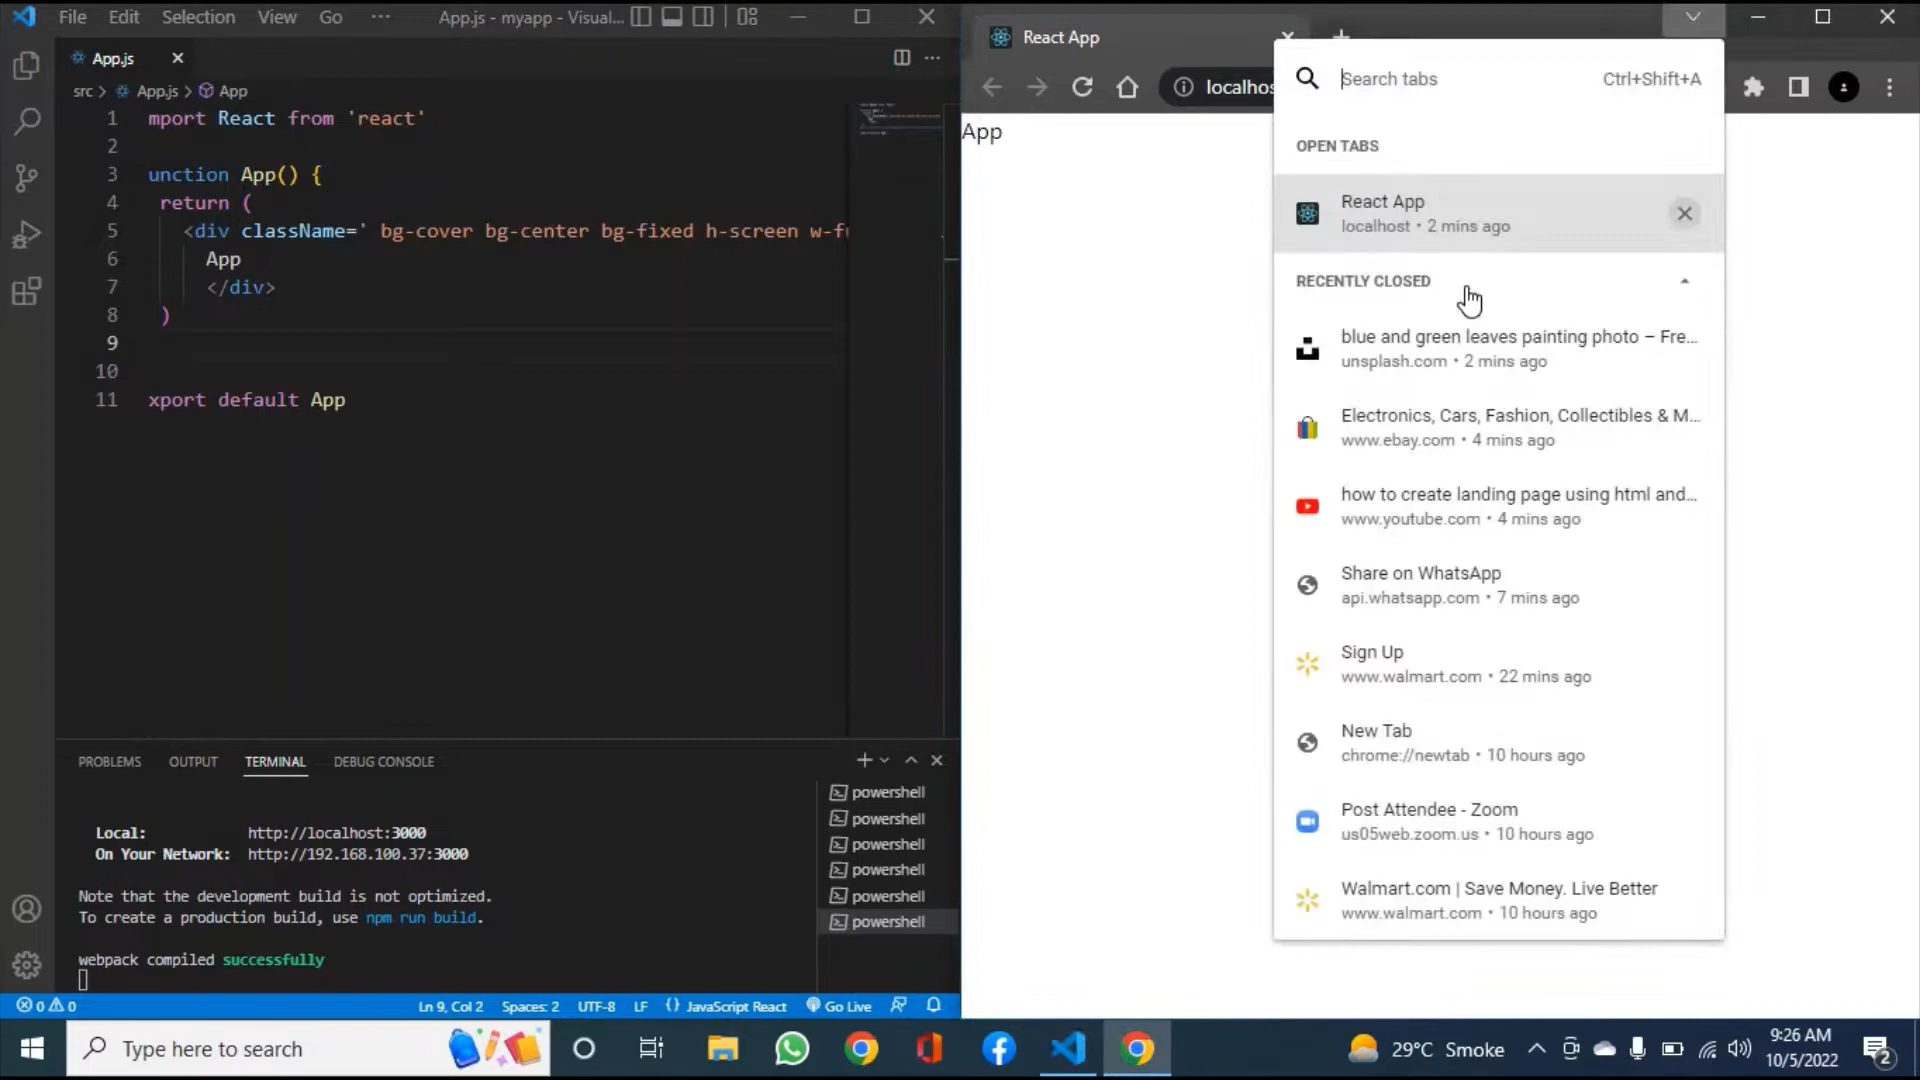 File Edit Selection View Go ··· App.js - myapp - Visual...
App.js
src > App.js > App
1 mport React from 'react'
2
3 unction App() {
4 return (
5 <div className=' bg-cover bg-center bg-fixed h-screen w-fu
6 App
7 </div>
8 )
9
10
11 xport default App
PROBLEMS OUTPUT TERMINAL DEBUG CONSOLE
Local: http://localhost:3000
On Your Network: http://192.168.100.37:3000
Note that the development build is not optimized.
To create a production build, use npm run build.
webpack compiled successfully
powershell
powershell
powershell
powershell
powershell
powershell
0 0 Ln 9, Col 2 Spaces: 2 UTF-8 LF {} JavaScript React Go Live
React App
localhos
App
Search tabs Ctrl+Shift+A
OPEN TABS
React App
localhost • 2 mins ago
RECENTLY CLOSED
blue and green leaves painting photo – Fre...
unsplash.com • 2 mins ago
Electronics, Cars, Fashion, Collectibles & M...
www.ebay.com • 4 mins ago
how to create landing page using html and...
www.youtube.com • 4 mins ago
Share on WhatsApp
api.whatsapp.com • 7 mins ago
Sign Up
www.walmart.com • 22 mins ago
New Tab
chrome://newtab • 10 hours ago
Post Attendee - Zoom
us05web.zoom.us • 10 hours ago
Walmart.com | Save Money. Live Better
www.walmart.com • 10 hours ago
Type here to search
29°C Smoke
9:26 AM
10/5/2022
2